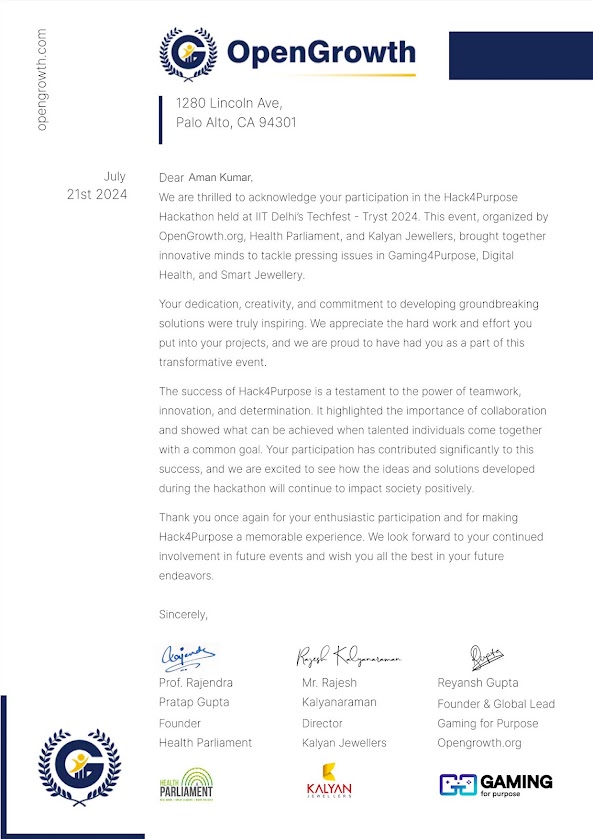 opengrowth.com
OpenGrowth
1280 Lincoln Ave,
Palo Alto, CA 94301
July
21st 2024
Dear Aman Kumar,
We are thrilled to acknowledge your participation in the Hack4Purpose
Hackathon held at IIT Delhi's Techfest - Tryst 2024. This event, organized by
OpenGrowth.org, Health Parliament, and Kalyan Jewellers, brought together
innovative minds to tackle pressing issues in Gaming4Purpose, Digital
Health, and Smart Jewellery.
Your dedication, creativity, and commitment to developing groundbreaking
solutions were truly inspiring. We appreciate the hard work and effort you
put into your projects, and we are proud to have had you as a part of this
transformative event.
The success of Hack4Purpose is a testament to the power of teamwork,
innovation, and determination. It highlighted the importance of collaboration
and showed what can be achieved when talented individuals come together
with a common goal. Your participation has contributed significantly to this
success, and we are excited to see how the ideas and solutions developed
during the hackathon will continue to impact society positively.
Thank you once again for your enthusiastic participation and for making
Hack4Purpose a memorable experience. We look forward to your continued
involvement in future events and wish you all the best in your future
endeavors.
Sincerely,
Rajesh Kalyanaraman
Gupta
Prof. Rajendra
Pratap Gupta
Founder
Health Parliament
Mr. Rajesh
Kalyanaraman
Director
Kalyan Jewellers
Reyansh Gupta
Founder & Global Lead
Gaming for Purpose
Opengrowth.org
HEALTH
PARLIAMENT
KALYAN
JEWELLERS
GAMING
for purpose